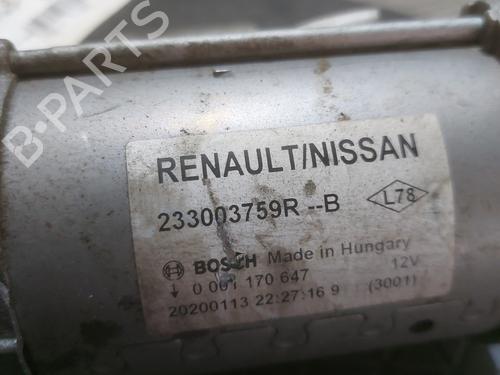 B-PARTS
RENAULT/NISSAN
233003759R --B
L78
BOSCH Made in Hungary
0 001 170 647 12V
20200113 22:27:16 9 (3001)